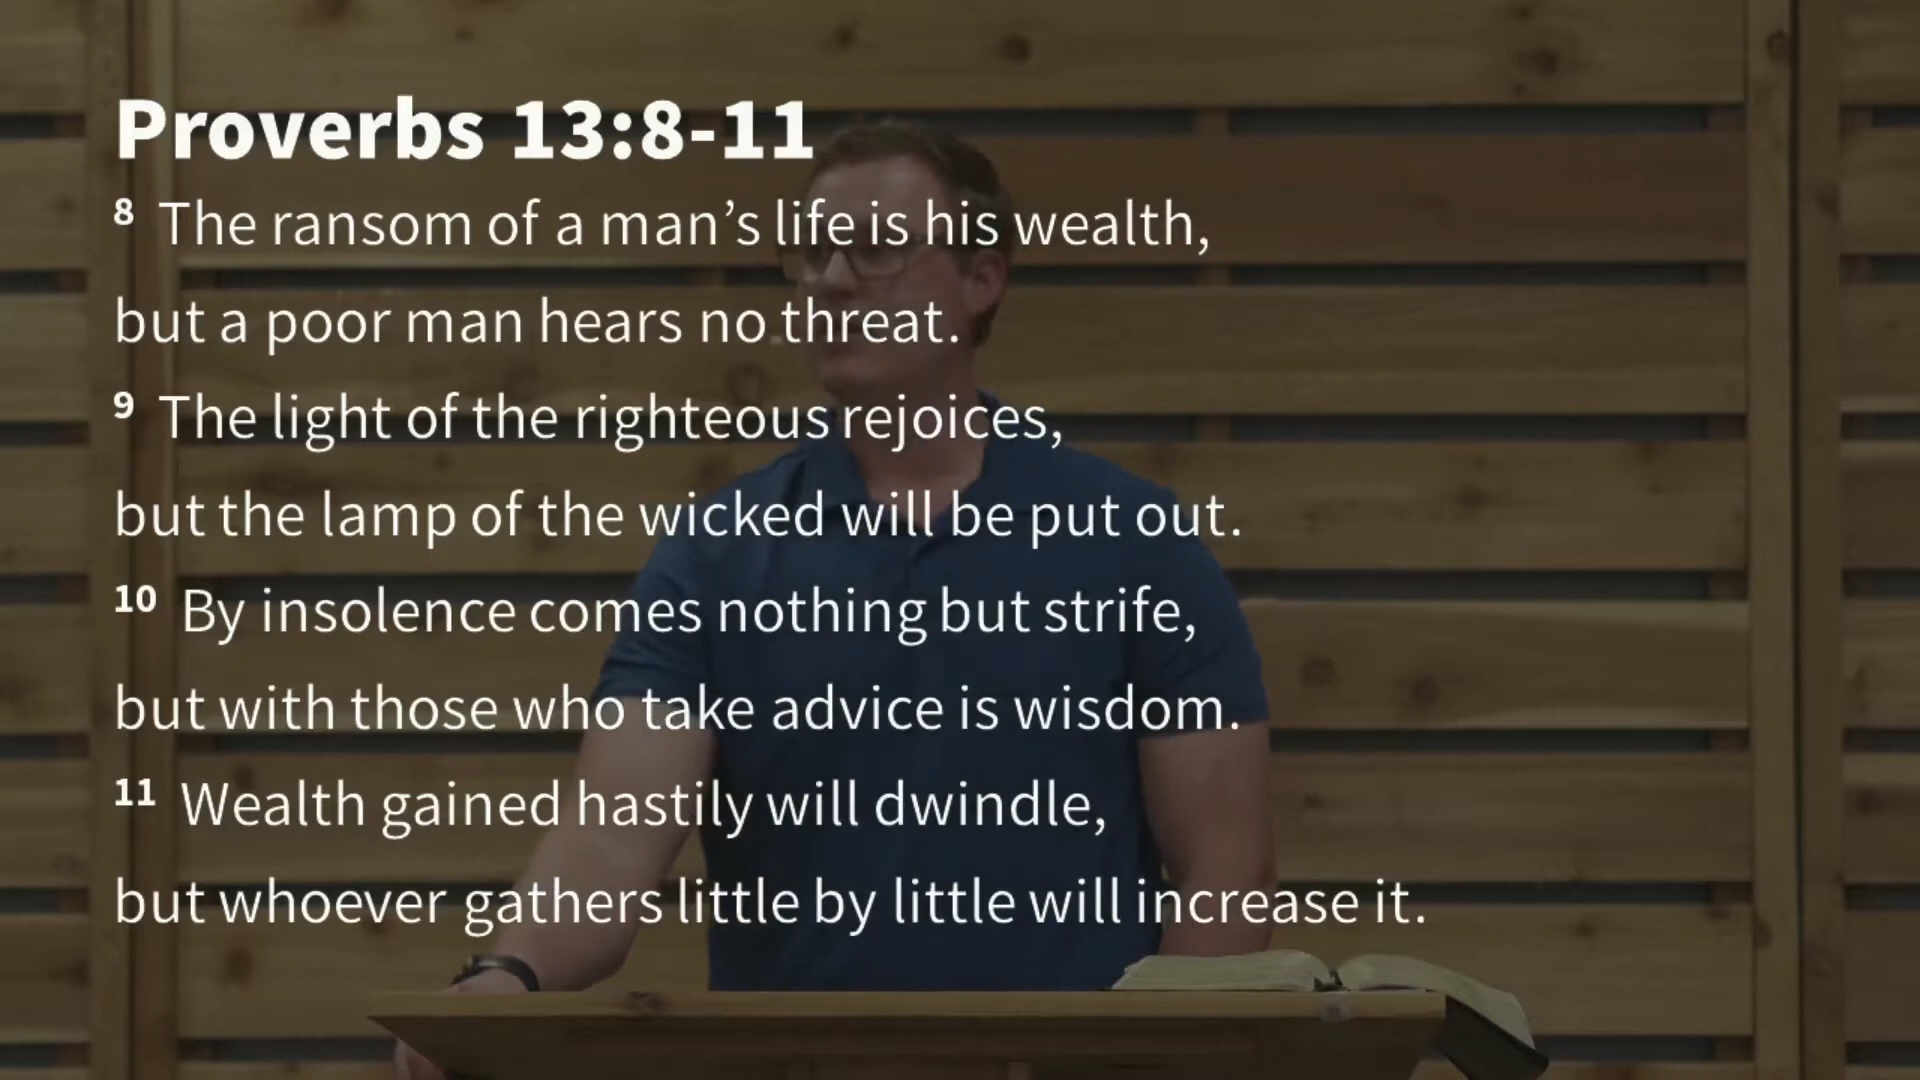 Proverbs 13:8-11
8 The ransom of a man’s life is his wealth,
but a poor man hears no threat.
9 The light of the righteous rejoices,
but the lamp of the wicked will be put out.
10 By insolence comes nothing but strife,
but with those who take advice is wisdom.
11 Wealth gained hastily will dwindle,
but whoever gathers little by little will increase it.